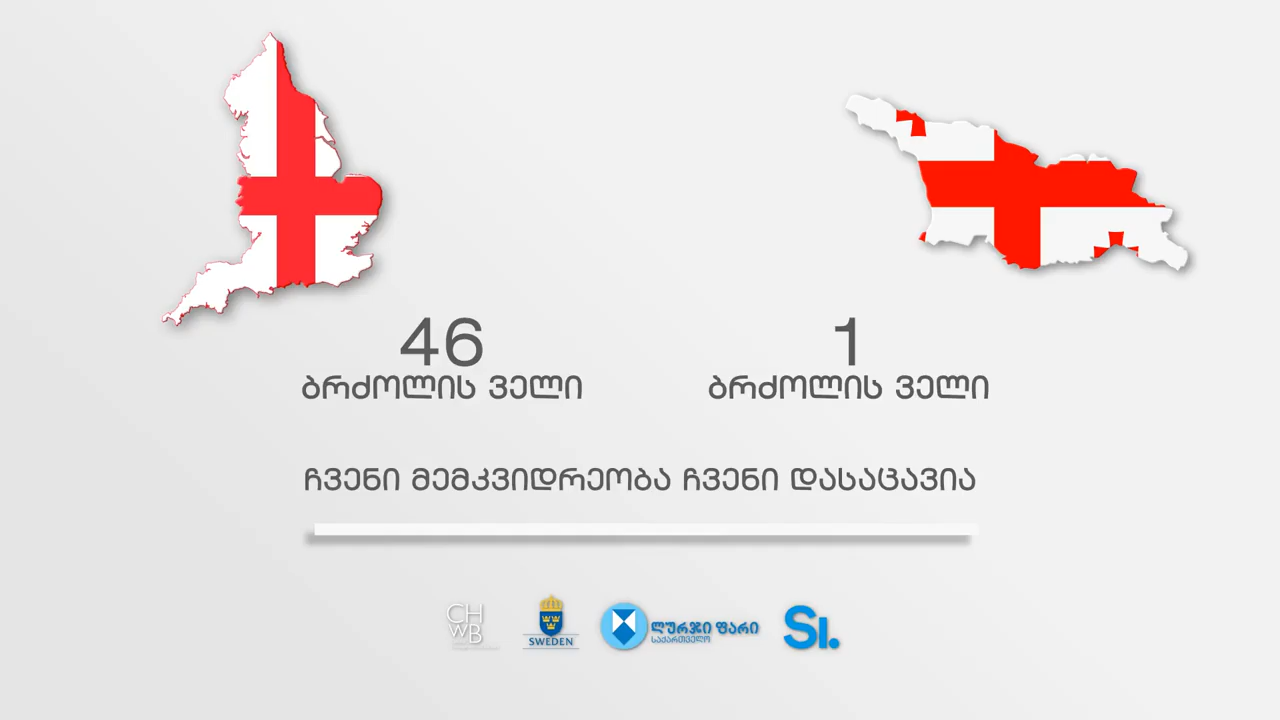 46
ბრძოლის ველი
1
ბრძოლის ველი
ჩვენი მემკვიდრეობა ჩვენი დასაცავია
CH
WB
SWEDEN
ლურჯი ფარი
საქართველო
SI.